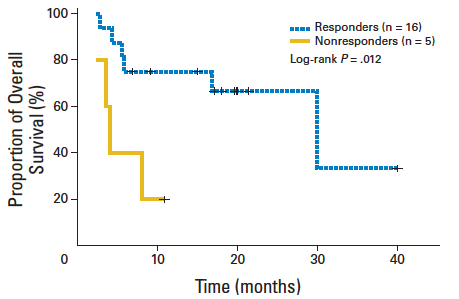 100
80
60
40
20
0
10
20
30
40
Proportion of Overall
Survival (%)
Time (months)
Responders (n = 16)
Nonresponders (n = 5)
Log-rank P = .012